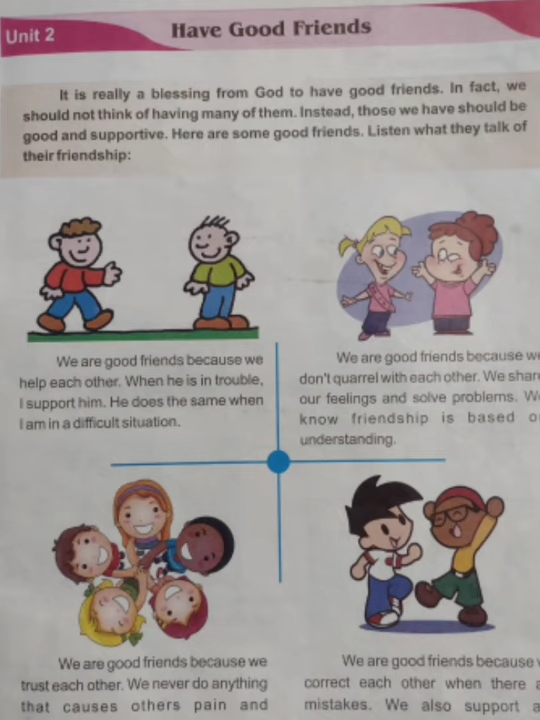 Unit 2
Have Good Friends
It is really a blessing from God to have good friends. In fact, we
should not think of having many of them. Instead, those we have should be
good and supportive. Here are some good friends. Listen what they talk of
their friendship:
We are good friends because we
help each other. When he is in trouble,
I support him. He does the same when
I am in a difficult situation.
We are good friends because
don't quarrel with each other. We
our feelings and solve problems.
know friendship is based
understanding.
We are good friends because we
trust each other. We never do anything
that causes others pain and
We are good friends because
correct each other when there
mistakes. We also support